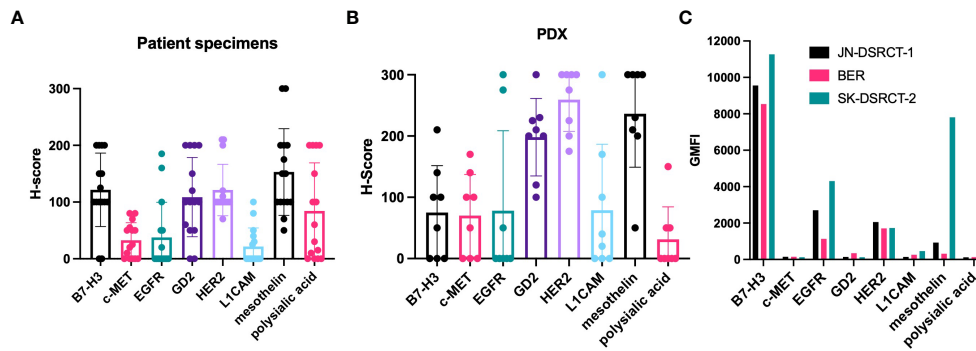 A
Patient specimens
H-score
300
200
100
0
B7-H3
c-MET
EGFR
GD2
HER2
L1CAM
mesothelin
polysialic acid
B
PDX
H-Score
300
200
100
0
B7-H3
c-MET
EGFR
GD2
HER2
L1CAM
mesothelin
polysialic acid
C
JN-DSRCT-1
BER
SK-DSRCT-2
GMFI
12000
10000
8000
6000
4000
2000
0
B7-H3
c-MET
EGFR
GD2
HER2
L1CAM
mesothelin
polysialic acid